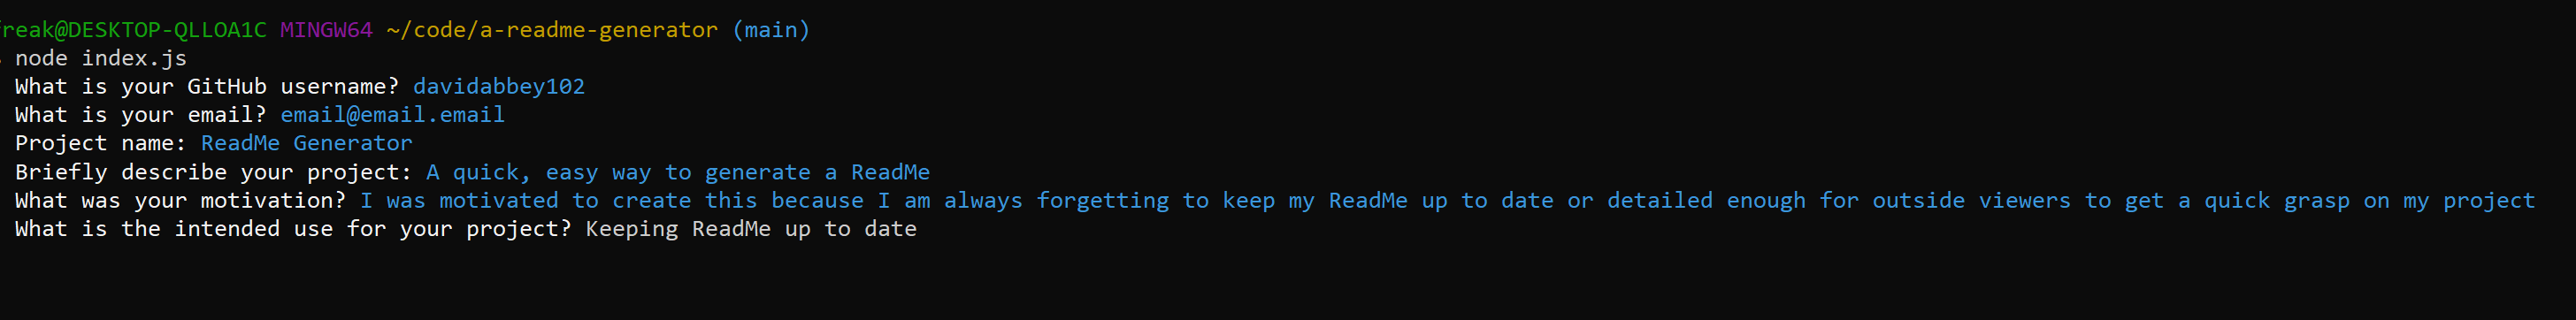 reak@DESKTOP-QLLOA1C MINGW64 ~/code/a-readme-generator (main)
node index.js
What is your GitHub username? davidabbey102
What is your email? email@email.email
Project name: ReadMe Generator
Briefly describe your project: A quick, easy way to generate a ReadMe
What was your motivation? I was motivated to create this because I am always forgetting to keep my ReadMe up to date or detailed enough for outside viewers to get a quick grasp on my project
What is the intended use for your project? Keeping ReadMe up to date